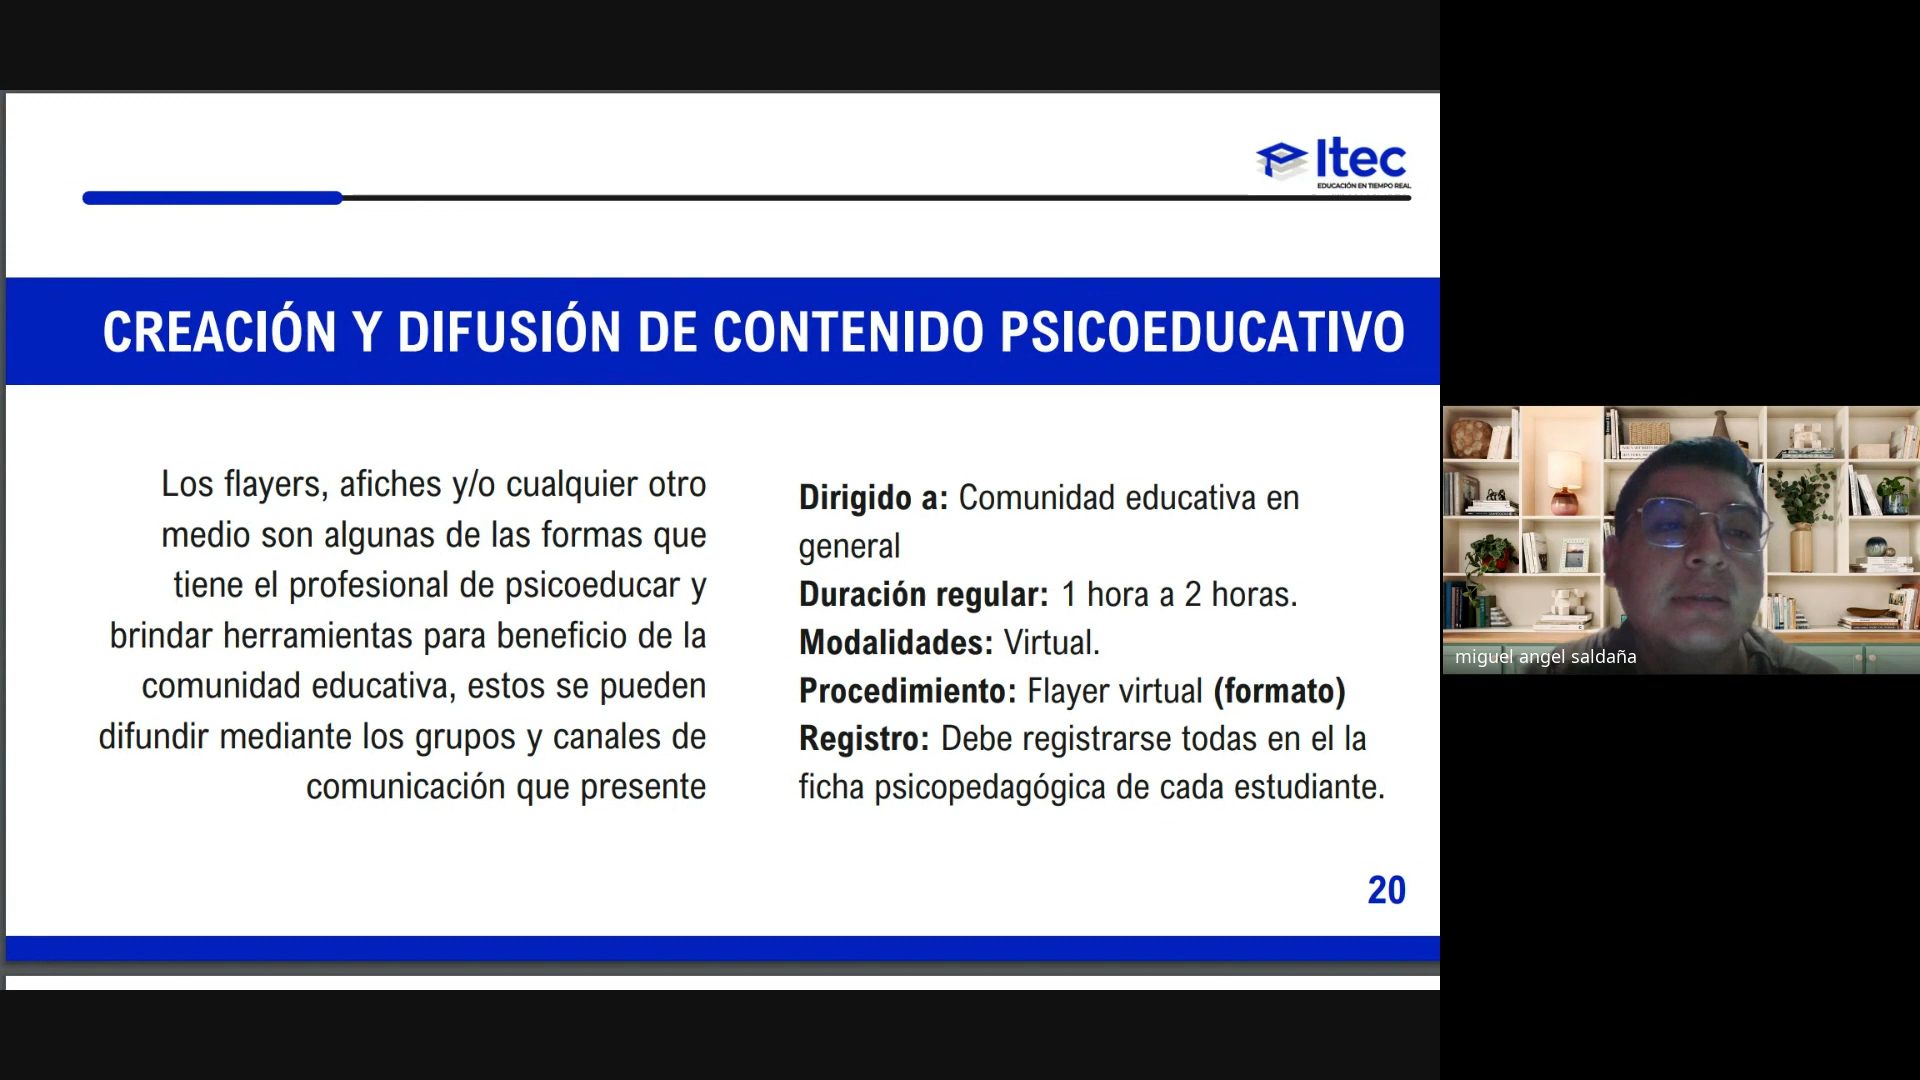 Itec
EDUCACIÓN EN TIEMPO REAL
CREACIÓN Y DIFUSIÓN DE CONTENIDO PSICOEDUCATIVO
Los flayers, afiches y/o cualquier otro
medio son algunas de las formas que
tiene el profesional de psicoeducar y
brindar herramientas para beneficio de la
comunidad educativa, estos se pueden
difundir mediante los grupos y canales de
comunicación que presente
Dirigido a: Comunidad educativa en
general
Duración regular: 1 hora a 2 horas.
Modalidades: Virtual.
Procedimiento: Flayer virtual (formato)
Registro: Debe registrarse todas en el la
ficha psicopedagógica de cada estudiante.
20
miguel angel saldaña